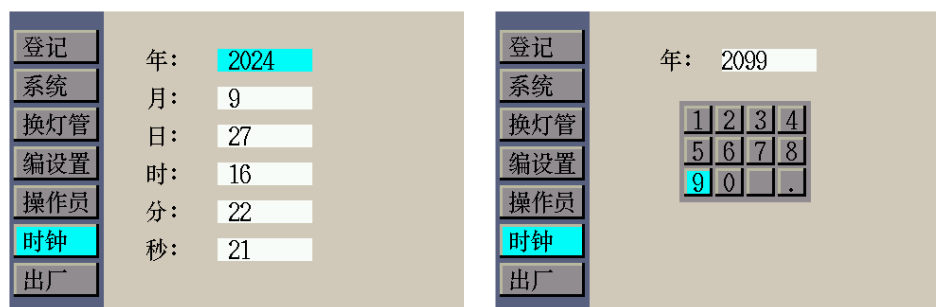 登记
系统
换灯管
编设置
操作员
时钟
出厂
年: 2024
月: 9
日: 27
时: 16
分: 22
秒: 21
登记
系统
换灯管
编设置
操作员
时钟
出厂
年: 2099
1 2 3 4
5 6 7 8
9 0 .